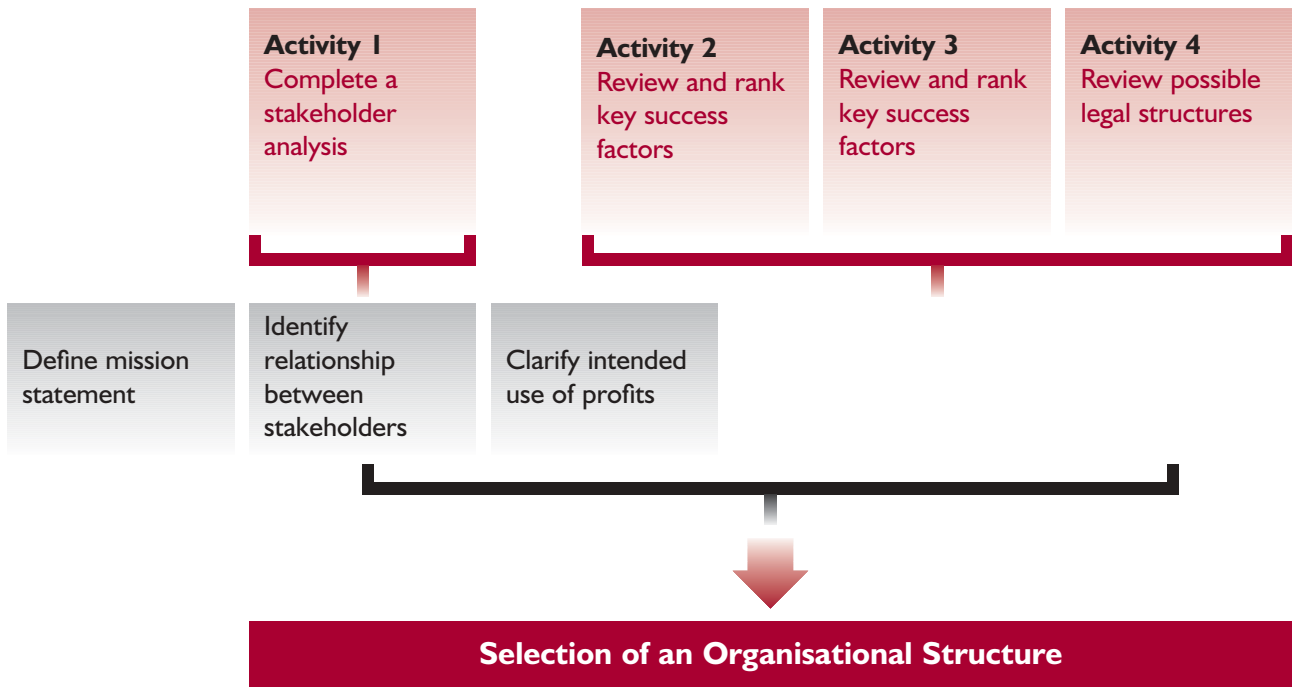 Activity 1
Complete a
stakeholder
analysis
Activity 2
Review and rank
key success
factors
Activity 3
Review and rank
key success
factors
Activity 4
Review possible
legal structures
Define mission
statement
Identify
relationship
between
stakeholders
Clarify intended
use of profits
Selection of an Organisational Structure